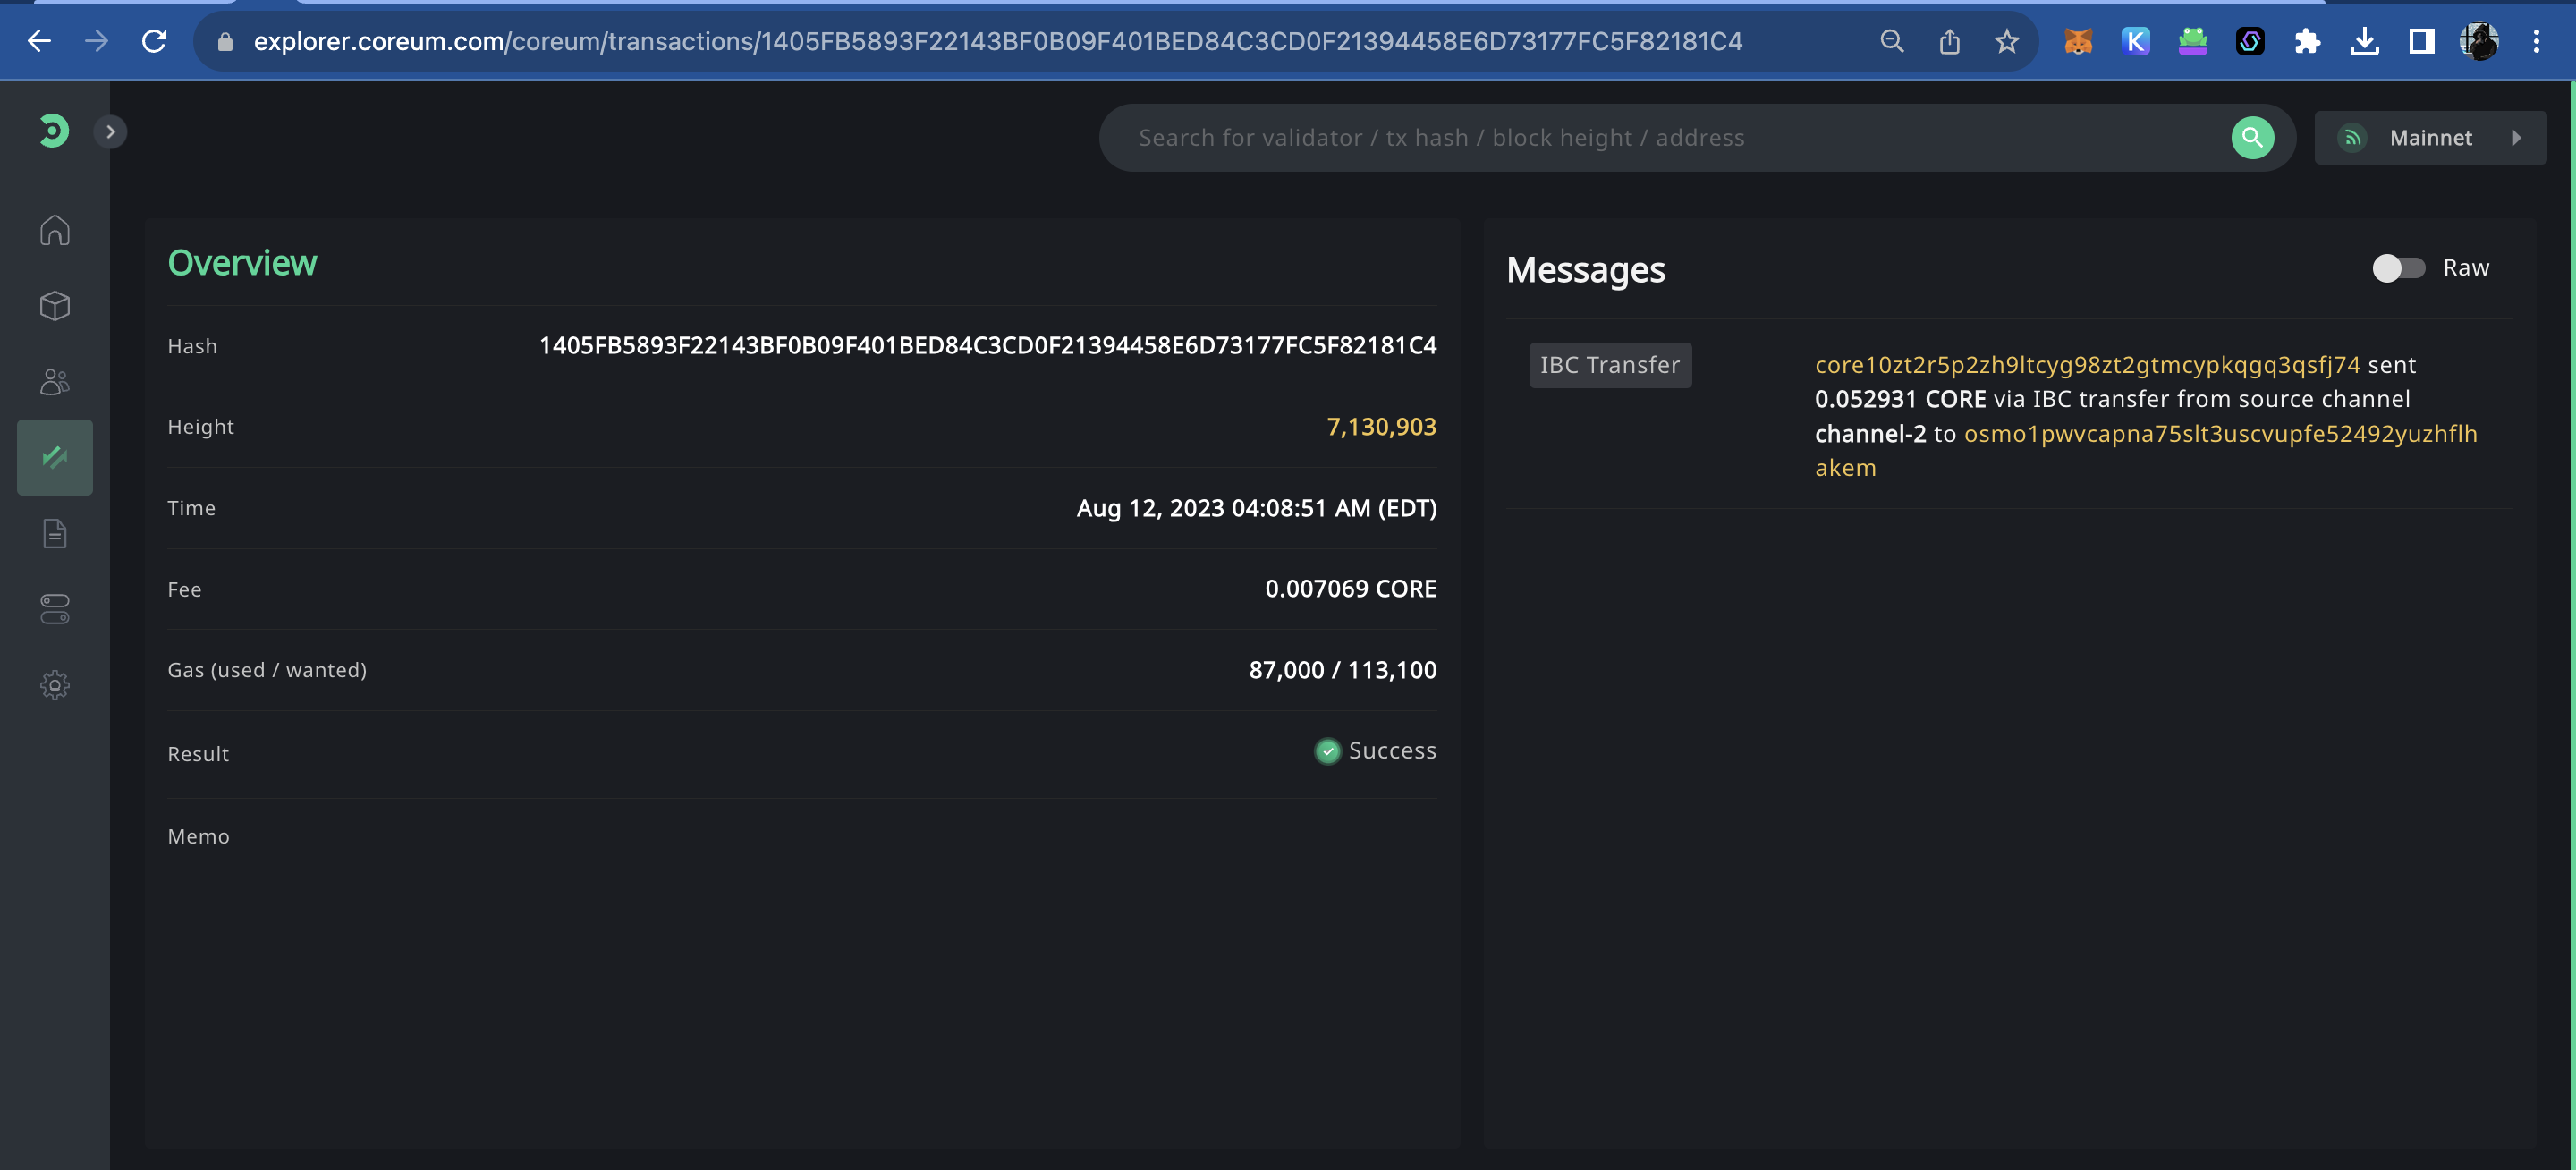 explorer.coreum.com/coreum/transactions/1405FB5893F22143BF0B09F401BED84C3CD0F21394458E6D73177FC5F82181C4
K
Search for validator / tx hash / block height / address
Mainnet
Overview
Hash 1405FB5893F22143BF0B09F401BED84C3CD0F21394458E6D73177FC5F82181C4
Height 7,130,903
Time Aug 12, 2023 04:08:51 AM (EDT)
Fee 0.007069 CORE
Gas (used / wanted) 87,000 / 113,100
Result Success
Memo
Messages
Raw
IBC Transfer
core10zt2r5p2zh9ltcyg98zt2gtmcypkqgq3qsfj74 sent
0.052931 CORE via IBC transfer from source channel
channel-2 to osmo1pwvcapna75slt3uscvupfe52492yuzhflh
akem